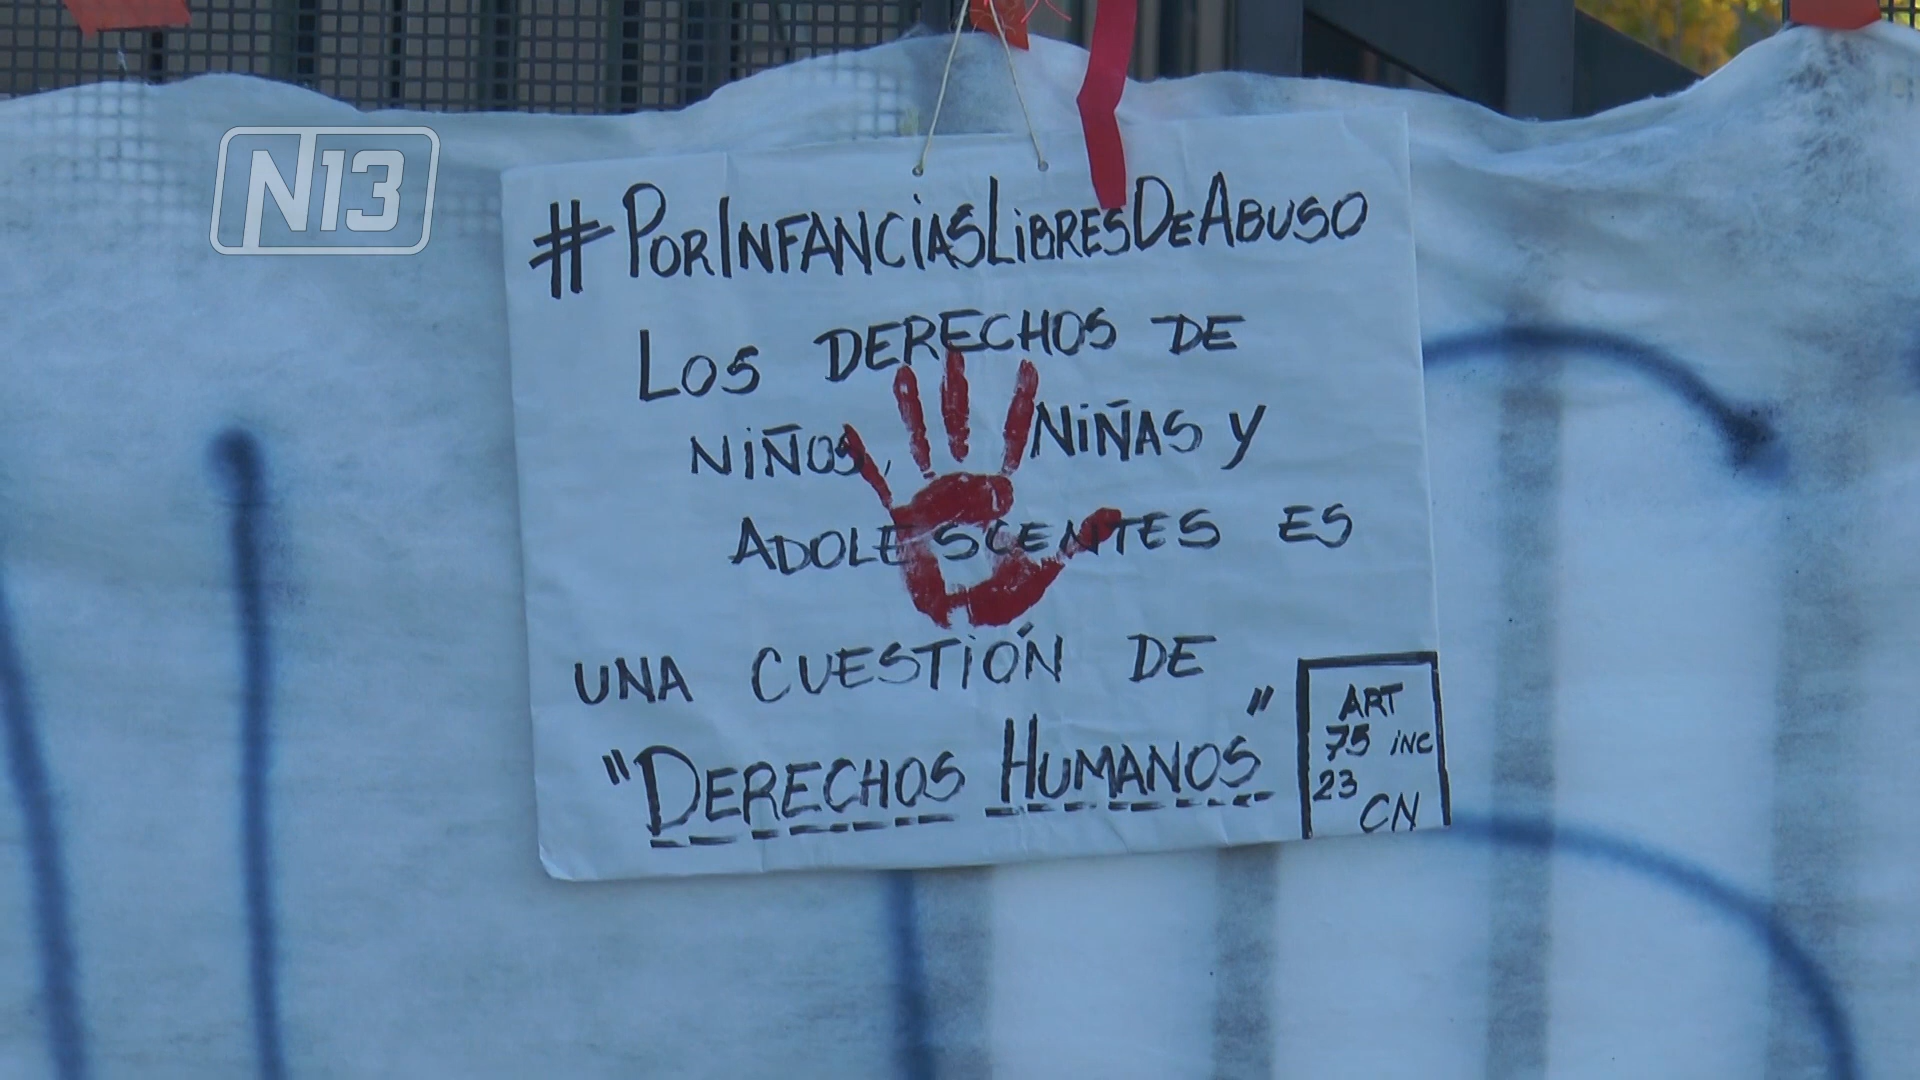 N13
#PorInfanciasLibresDeAbuso
Los DERECHOS DE
NIÑOS, NIÑAS Y
ADOLESCENTES ES
UNA CUESTIÓN DE
"DERECHOS HUMANOS"
ART
75 inc
23
CN